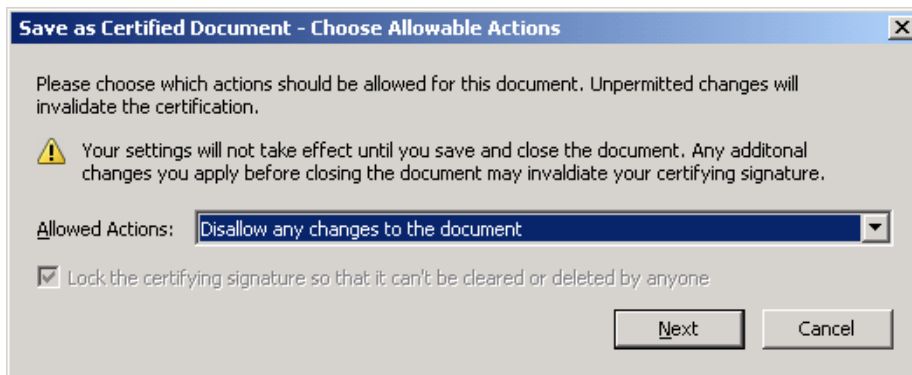 Save as Certified Document - Choose Allowable Actions
Please choose which actions should be allowed for this document. Unpermitted changes will
invalidate the certification.
Your settings will not take effect until you save and close the document. Any additonal
changes you apply before closing the document may invaldiate your certifying signature.
Allowed Actions: Disallow any changes to the document
Lock the certifying signature so that it can't be cleared or deleted by anyone
Next Cancel